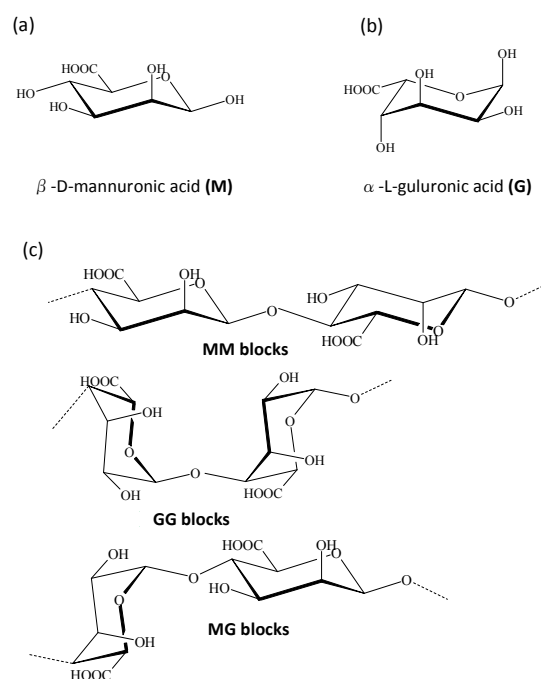 (a)
(b)
HOOC
OH
O
HO
HO
OH
OH
OH
HOOC
O
OH
OH
β -D-mannuronic acid (M)
α -L-guluronic acid (G)
(c)
HOOC
OH
O
HO
O
HO
HOOC
O
OH
O
MM blocks
HOOC
OH
O
OH
O
OH
O
O
OH
HOOC
GG blocks
OH
O
OH
HOOC
O
HOOC
OH
O
HO
O
MG blocks